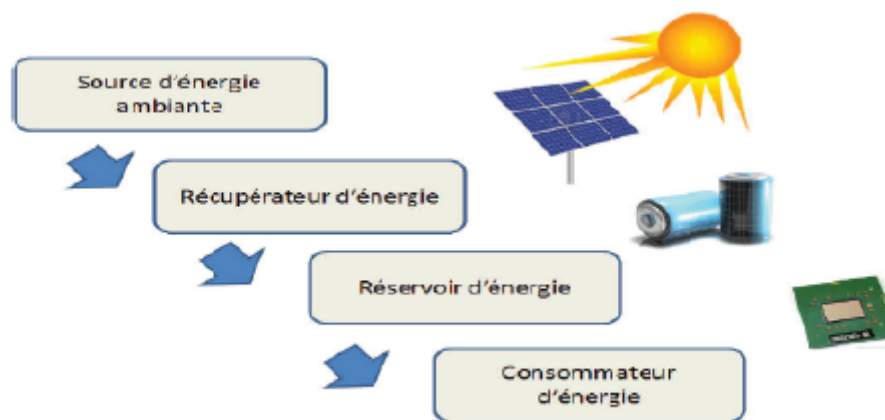 Source d'énergie
ambiante
Récupérateur d'énergie
Réservoir d'énergie
Consommateur
d'énergie